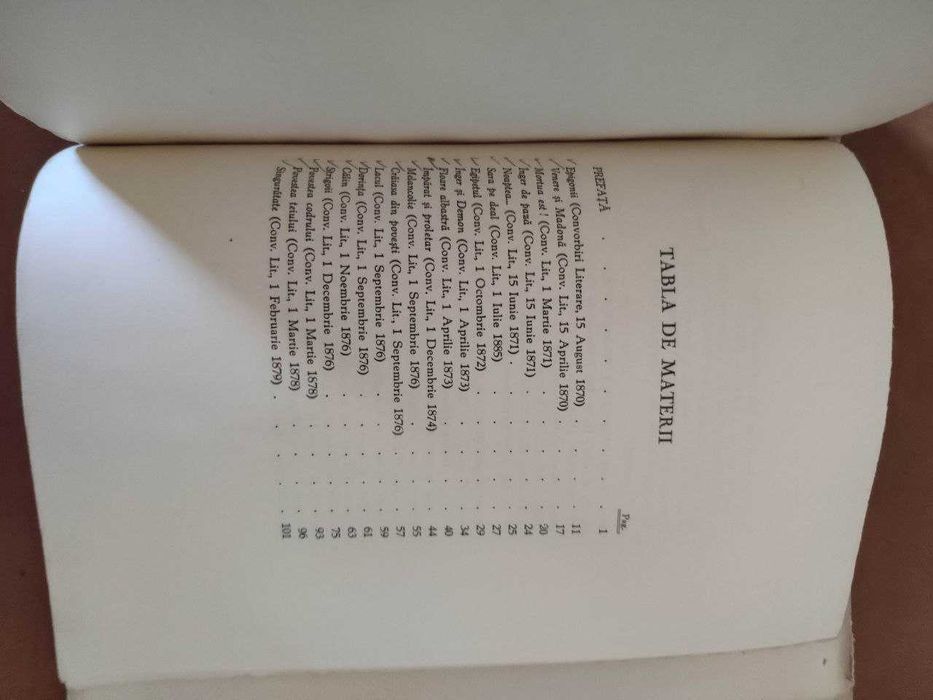 TABLA DE MATERII
Pag.
PREFAȚĂ . . . . . . . . . . 1
Epigonii (Convorbiri Literare, 15 August 1870) . . . . 11
Venere și Madonă (Conv. Lit., 15 Aprilie 1870) . . . . 17
Mortua est! (Conv. Lit., 1 Martie 1871) . . . . . 20
Înger de pază (Conv. Lit., 15 Iunie 1871) . . . . 24
Noaptea... (Conv. Lit., 15 Iunie 1871) . . . . . 25
Sara pe deal (Conv. Lit., 1 Iulie 1885) . . . . . 27
Egipetul (Conv. Lit., 1 Octombrie 1872) . . . . . 29
Înger și Demon (Conv. Lit., 1 Aprilie 1873) . . . . 34
Floare albastră (Conv. Lit., 1 Aprilie 1873) . . . . 40
Împărat și proletar (Conv. Lit., 1 Decembrie 1874) . . . 44
Melancolie (Conv. Lit., 1 Septembrie 1876) . . . . 55
Crăiasa din povești (Conv. Lit., 1 Septembrie 1876) . . . 57
Lacul (Conv. Lit., 1 Septembrie 1876) . . . . . 59
Dorința (Conv. Lit., 1 Septembrie 1876) . . . . . 61
Călin (Conv. Lit., 1 Noembrie 1876) . . . . . 63
Strigoii (Conv. Lit., 1 Decembrie 1876) . . . . . 75
Povestea codrului (Conv. Lit., 1 Martie 1878) . . . . 93
Povestea teiului (Conv. Lit., 1 Martie 1878) . . . . 96
Singurătate (Conv. Lit., 1 Februarie 1879) . . . . . 101